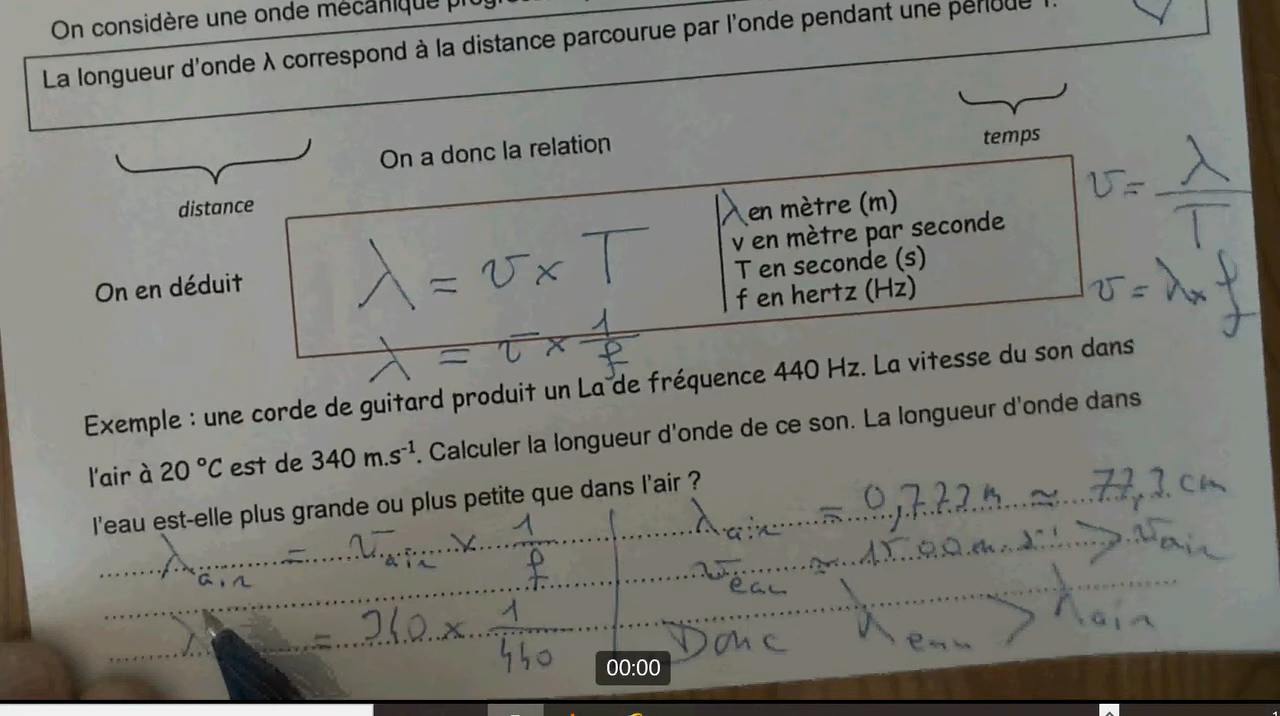 On considère une onde mécanique
La longueur d'onde λ correspond à la distance parcourue par l'onde pendant une période T.
distance
On a donc la relation
temps
On en déduit
λ = v x T
λ = v x 1/f
λ en mètre (m)
v en mètre par seconde
T en seconde (s)
f en hertz (Hz)
v = λ/T
v = λ x f
Exemple : une corde de guitard produit un La de fréquence 440 Hz. La vitesse du son dans
l'air à 20 °C est de 340 m.s⁻¹. Calculer la longueur d'onde de ce son. La longueur d'onde dans
l'eau est-elle plus grande ou plus petite que dans l'air ?
λair = vair x 1/f
= 340 x 1/440
λair = 0,772 m ≈ 77,2 cm
veau ≈ 1500 m.s⁻¹ > vair
Donc λeau > λair
00:00